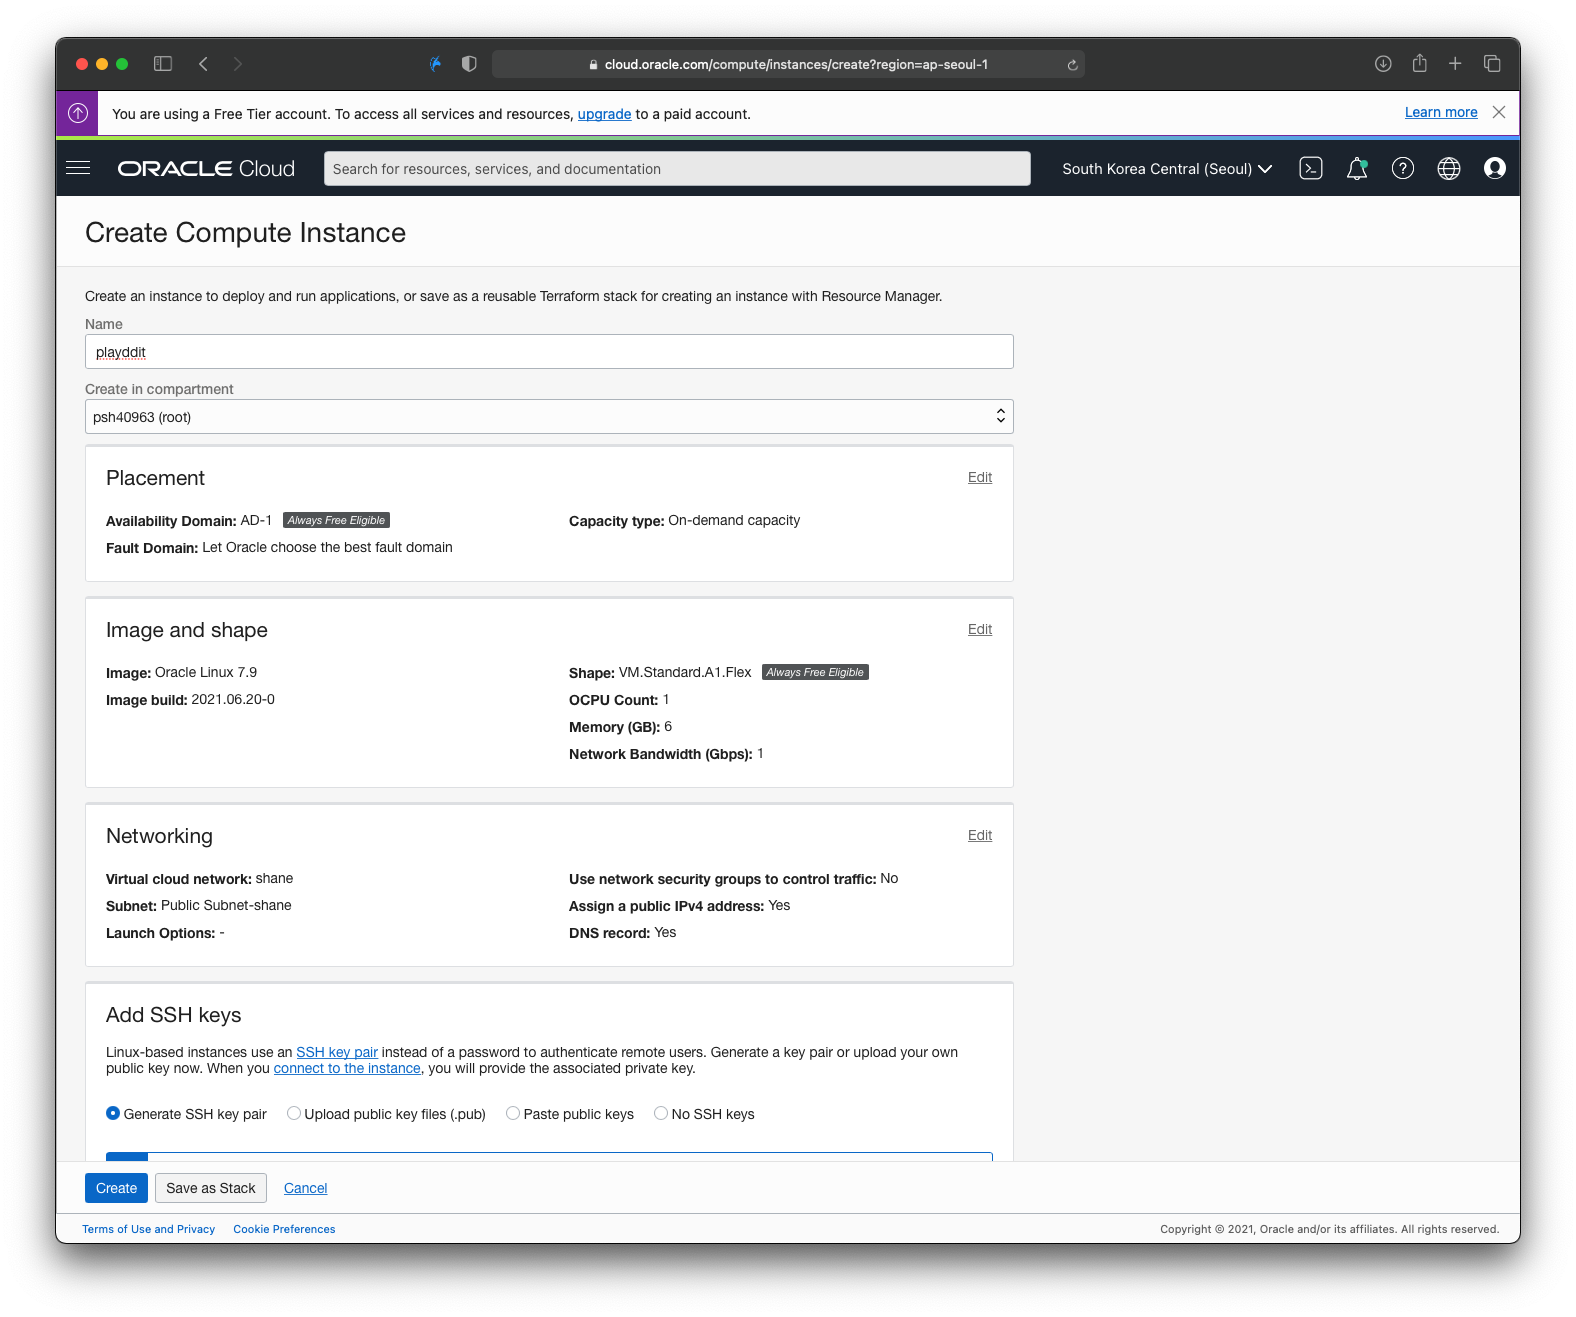 cloud.oracle.com/compute/instances/create?region=ap-seoul-1
You are using a Free Tier account. To access all services and resources, upgrade to a paid account.
Learn more
ORACLE Cloud
Search for resources, services, and documentation
South Korea Central (Seoul)
Create Compute Instance
Create an instance to deploy and run applications, or save as a reusable Terraform stack for creating an instance with Resource Manager.
Name
playddit
Create in compartment
psh40963 (root)
Placement
Edit
Availability Domain: AD-1 Always Free Eligible
Capacity type: On-demand capacity
Fault Domain: Let Oracle choose the best fault domain
Image and shape
Edit
Image: Oracle Linux 7.9
Shape: VM.Standard.A1.Flex Always Free Eligible
Image build: 2021.06.20-0
OCPU Count: 1
Memory (GB): 6
Network Bandwidth (Gbps): 1
Networking
Edit
Virtual cloud network: shane
Use network security groups to control traffic: No
Subnet: Public Subnet-shane
Assign a public IPv4 address: Yes
Launch Options: -
DNS record: Yes
Add SSH keys
Linux-based instances use an SSH key pair instead of a password to authenticate remote users. Generate a key pair or upload your own
public key now. When you connect to the instance, you will provide the associated private key.
Generate SSH key pair
Upload public key files (.pub)
Paste public keys
No SSH keys
Create
Save as Stack
Cancel
Terms of Use and Privacy
Cookie Preferences
Copyright © 2021, Oracle and/or its affiliates. All rights reserved.